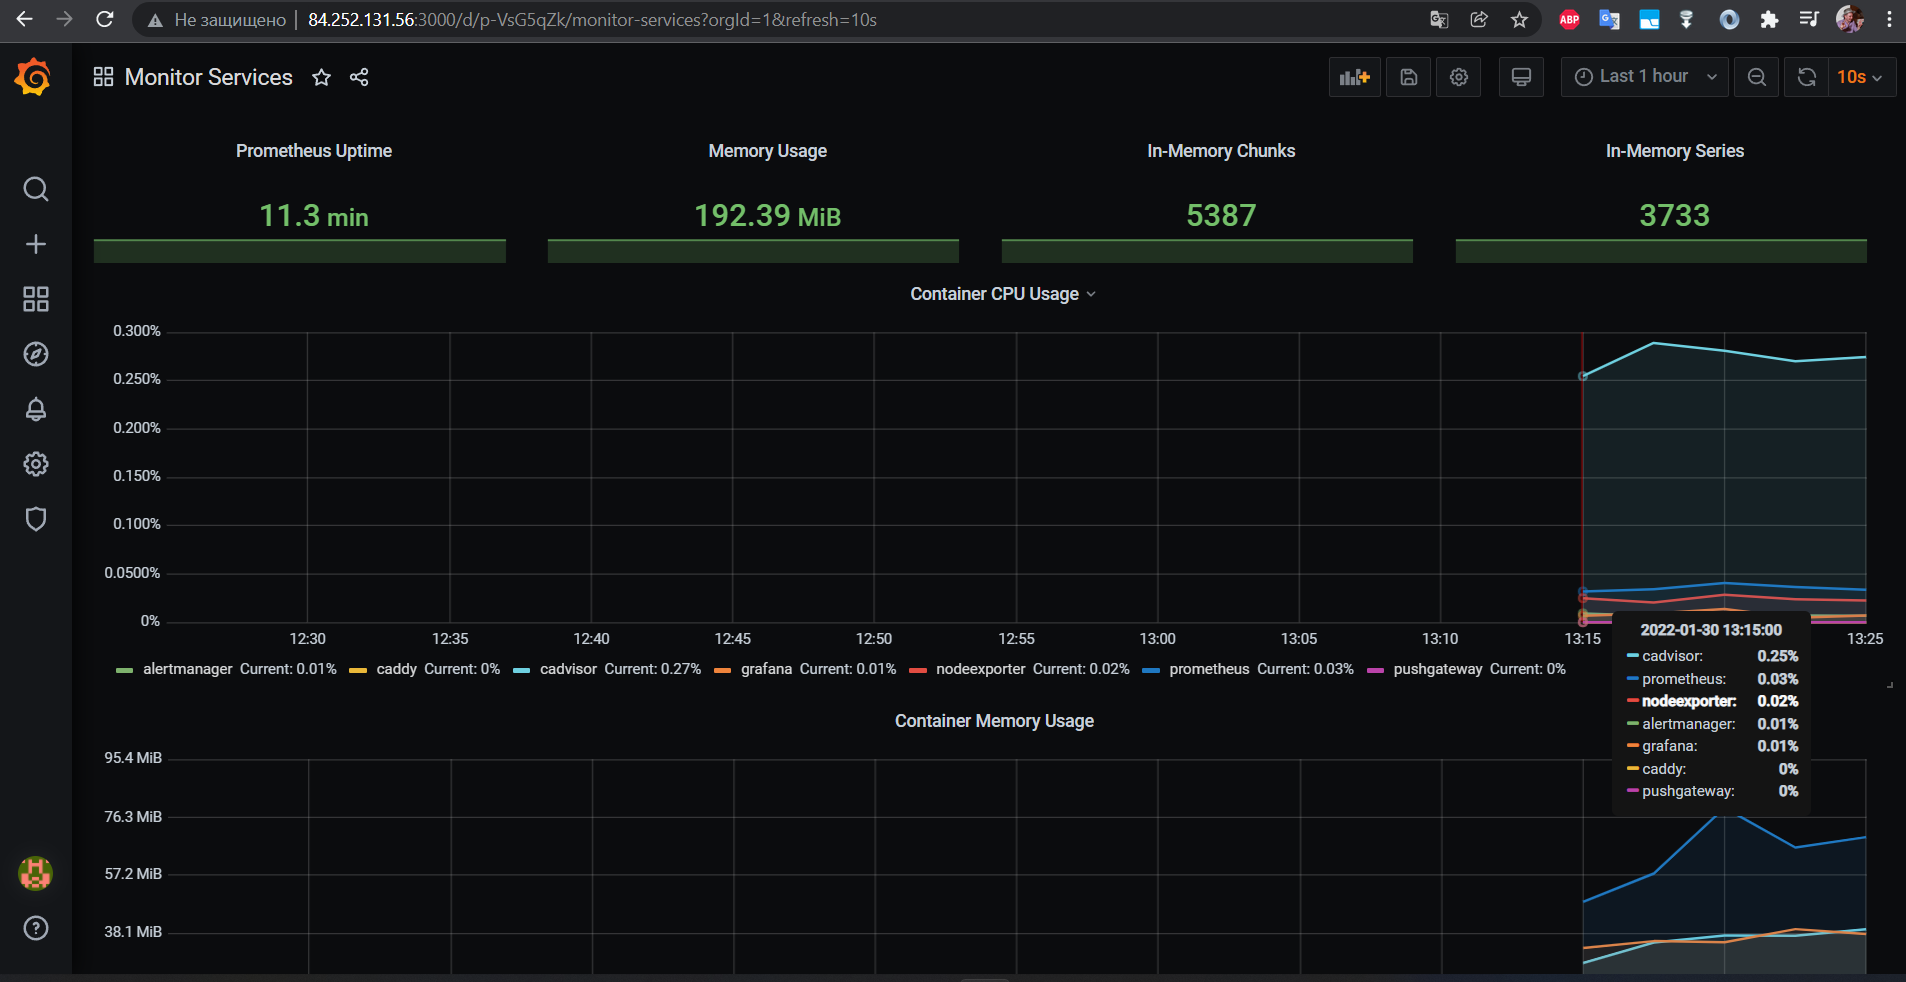 Не защищено 84.252.131.56:3000/d/p-VsG5qZk/monitor-services?orgId=1&refresh=10s
ABP
Monitor Services
Last 1 hour
10s
Prometheus Uptime
Memory Usage
In-Memory Chunks
In-Memory Series
11.3 min
192.39 MiB
5387
3733
Container CPU Usage
0.300%
0.250%
0.200%
0.150%
0.100%
0.0500%
0%
12:30 12:35 12:40 12:45 12:50 12:55 13:00 13:05 13:10 13:15 13:25
alertmanager Current: 0.01% caddy Current: 0% cadvisor Current: 0.27% grafana Current: 0.01% nodeexporter Current: 0.02% prometheus Current: 0.03% pushgateway Current: 0%
2022-01-30 13:15:00
cadvisor: 0.25%
prometheus: 0.03%
nodeexporter: 0.02%
alertmanager: 0.01%
grafana: 0.01%
caddy: 0%
pushgateway: 0%
Container Memory Usage
95.4 MiB
76.3 MiB
57.2 MiB
38.1 MiB